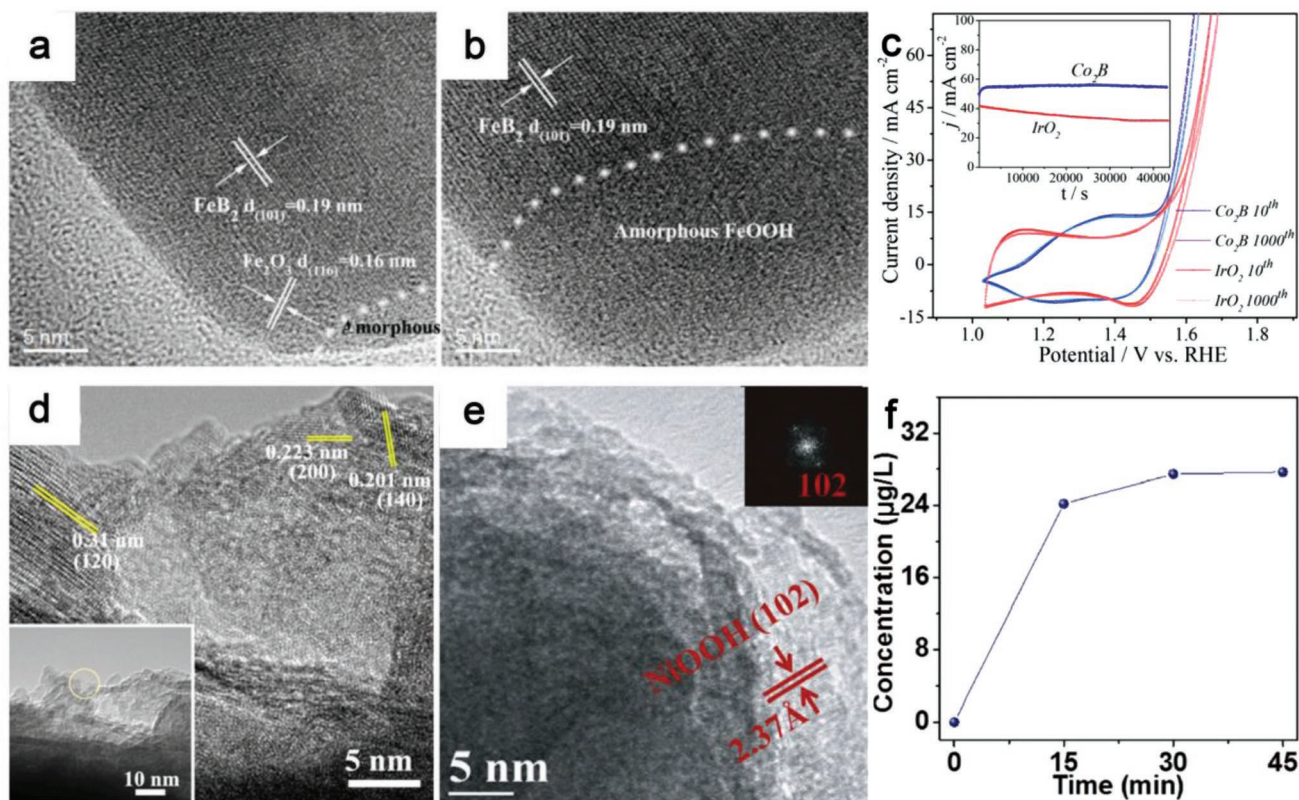 a
FeB₂ d₍₁₀₁₎=0.19 nm
Fe₂O₃ d₍₁₁₆₎=0.16 nm
Amorphous
5 nm
b
FeB₂ d₍₁₀₁₎=0.19 nm
Amorphous FeOOH
5 nm
c
Current density / mA cm⁻²
75
60
45
30
15
0
-15
1.0
1.2
1.4
1.6
1.8
Potential / V vs. RHE
j / mA cm⁻²
100
80
60
40
20
0
10000
20000
30000
40000
t / s
Co₂B
IrO₂
Co₂B 10ᵗʰ
Co₂B 1000ᵗʰ
IrO₂ 10ᵗʰ
IrO₂ 1000ᵗʰ
d
0.223 nm
(200)
0.201 nm
(140)
0.31 nm
(120)
10 nm
5 nm
e
102
NiOOH (102)
2.37Å
5 nm
f
Concentration (µg/L)
36
32
24
16
8
0
0
15
30
45
Time (min)